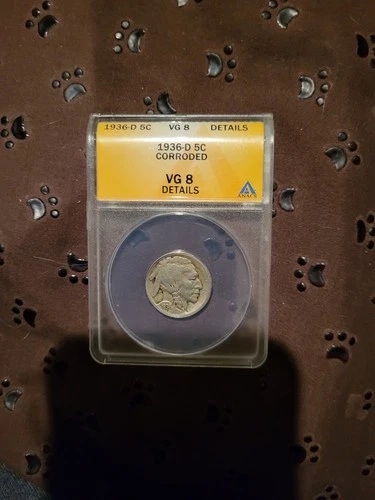 1936-D 5C VG 8 DETAILS
1936-D 5C
CORRODED
VG 8
DETAILS
ANACS